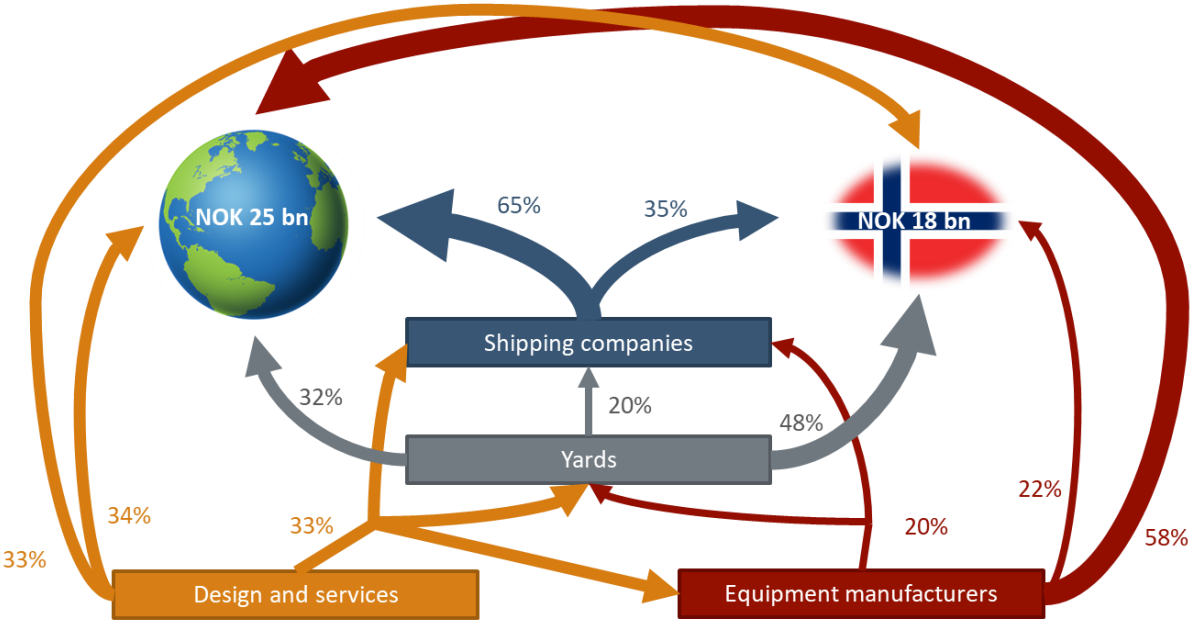 NOK 25 bn
65%
35%
NOK 18 bn
Shipping companies
32%
20%
48%
Yards
34%
33%
22%
20%
58%
33%
Design and services
Equipment manufacturers